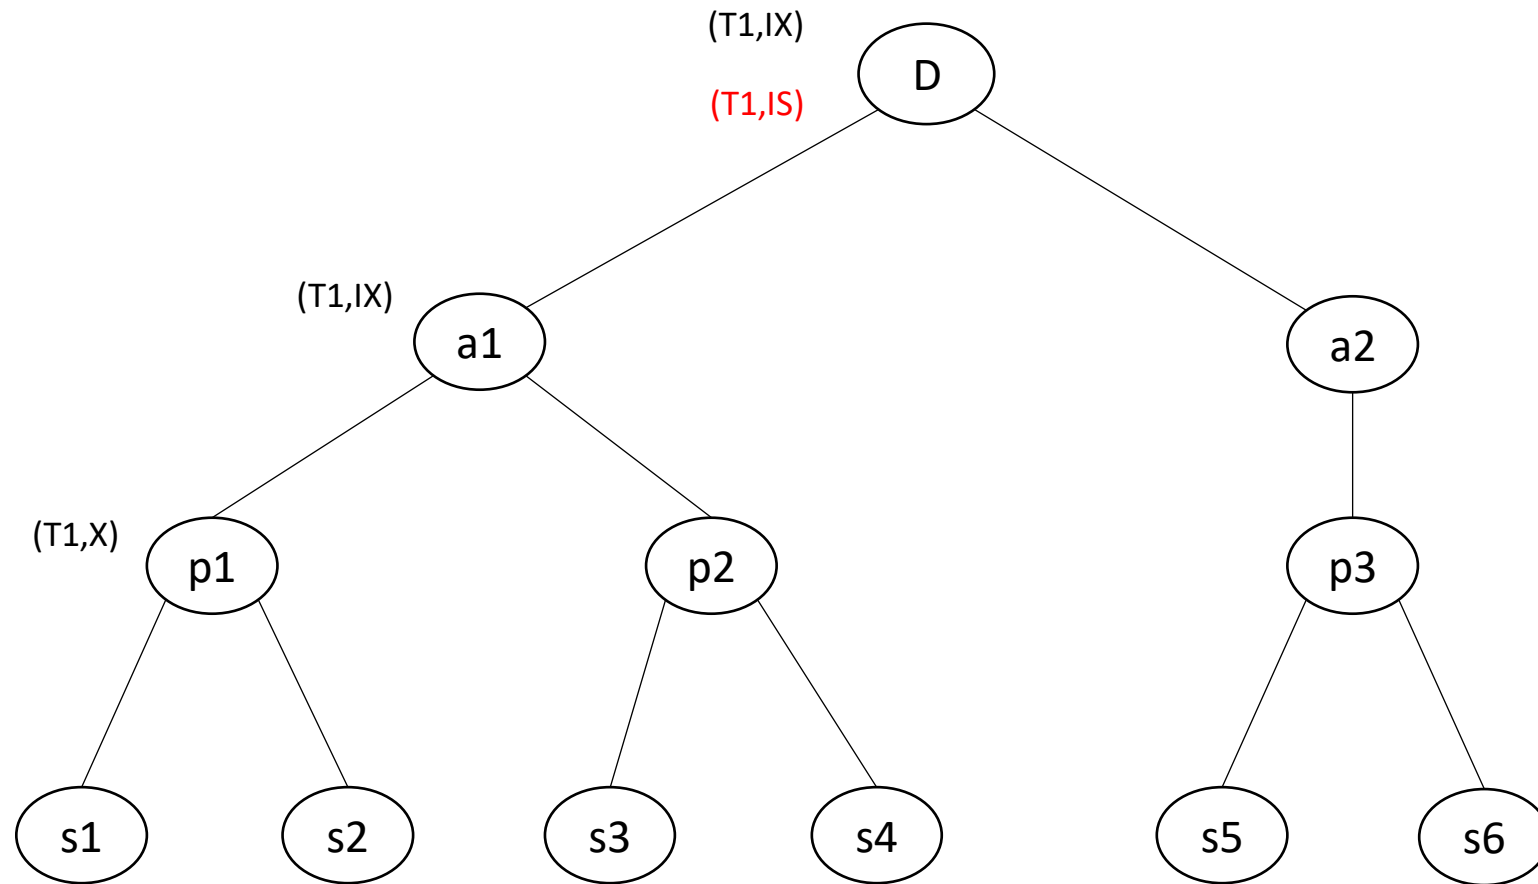 (T1,IX)
D
(T1,IS)
(T1,IX)
a1
a2
(T1,X)
p1
p2
p3
s1
s2
s3
s4
s5
s6